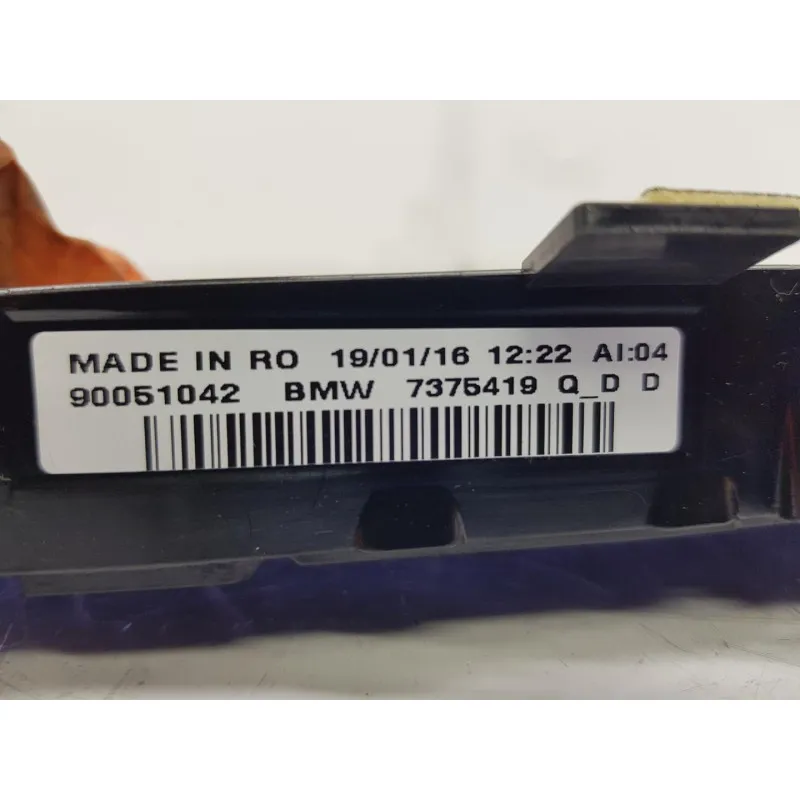 MADE IN RO 19/01/16 12:22 AI:04
90051042 BMW 7375419 Q_D D